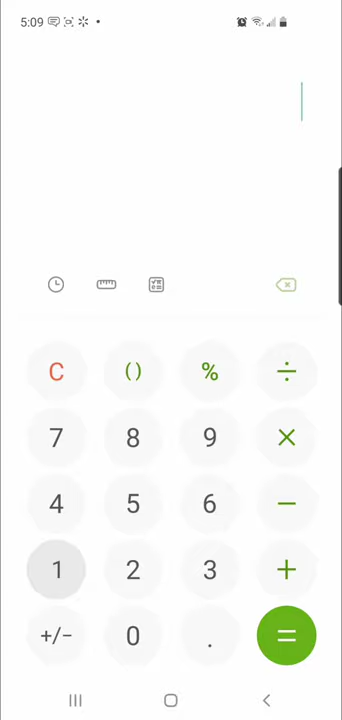 5:09
C () % ÷
7 8 9 ×
4 5 6 −
1 2 3 +
+/− 0 . =